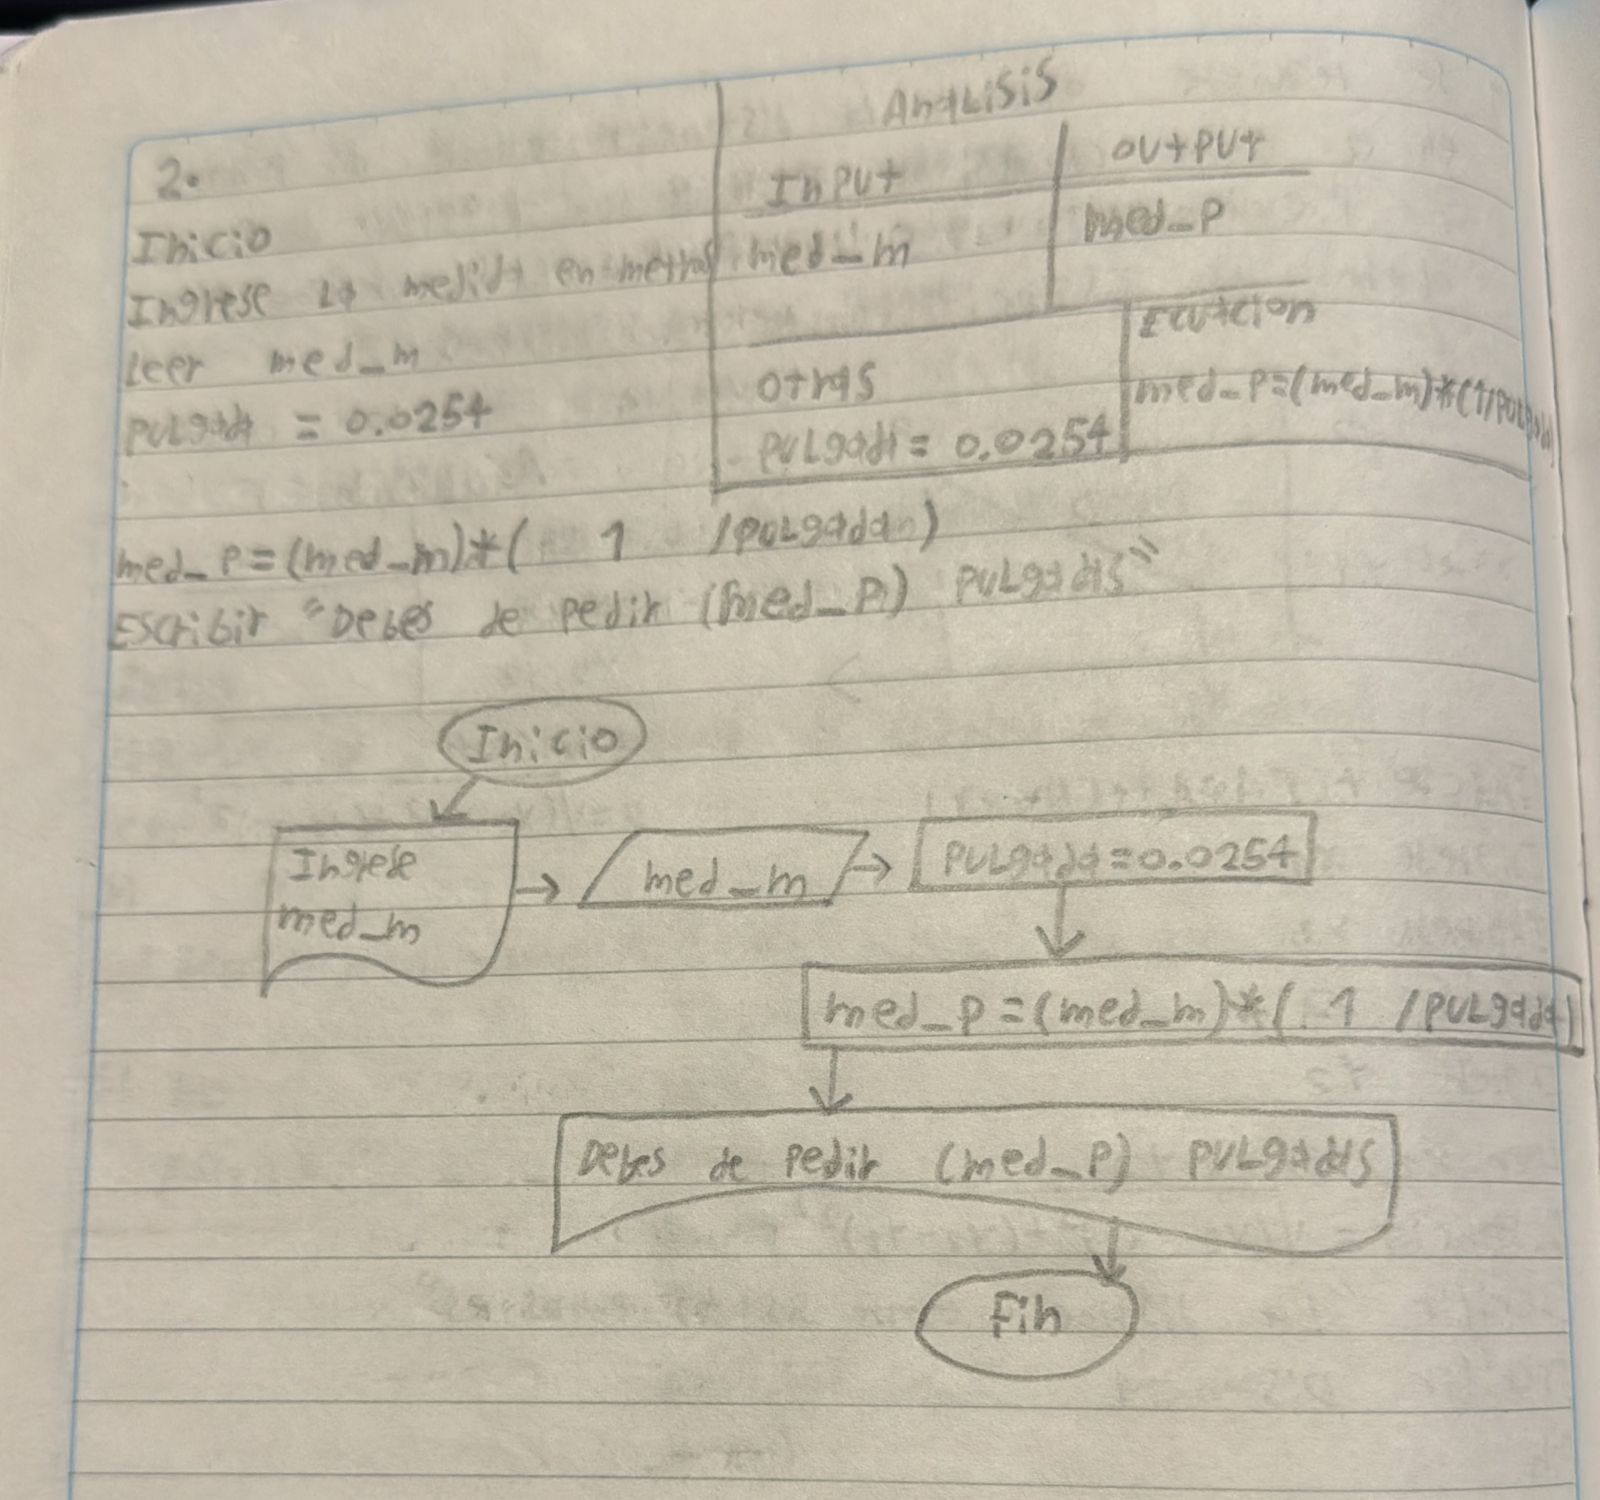 2.
Inicio
Ingrese la medida en metros
Leer med_m
pulgada = 0.0254
med_p=(med_m)*( 1 /pulgada)
Escribir "Debes de pedir (med_p) pulgadas"
Analisis
Input
output
med_m
med_p
otras
pulgada = 0.0254
Ecuacion
med_p=(med_m)*(1/pulgada)
Inicio
Ingrese
med_m
med_m
pulgada=0.0254
med_p=(med_m)*( 1 /pulgada)
Debes de pedir (med_p) pulgadas
Fin